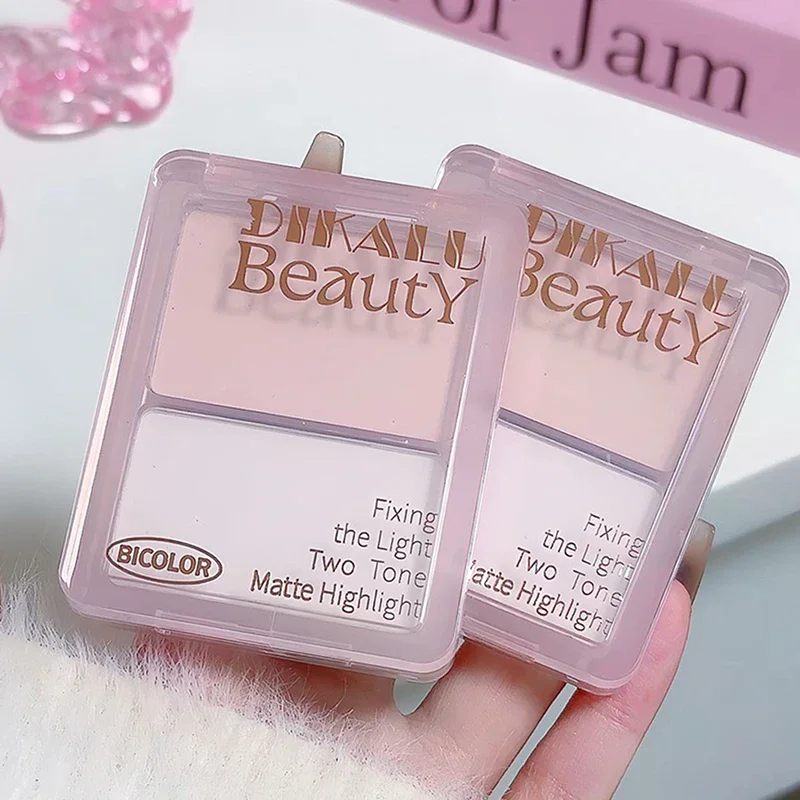 or Jam
DIKALU
Beauty
BICOLOR
Fixing
the Light
Two Tone
Matte Highlight
DIKALU
Beauty
Fixing
the Light
Two Tone
Matte Highlight